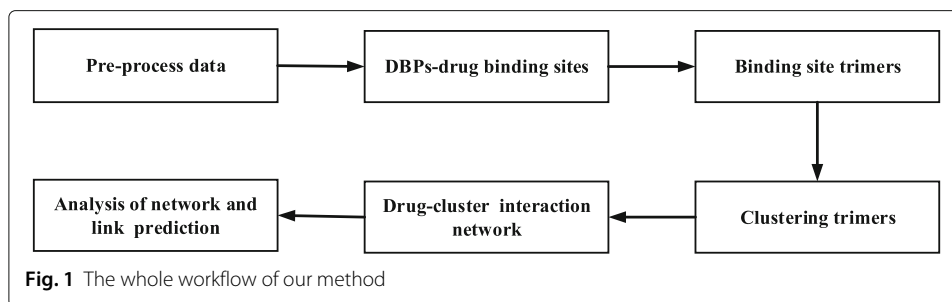 Pre-process data
DBPs-drug binding sites
Binding site trimers
Clustering trimers
Drug-cluster interaction
network
Analysis of network and
link prediction
Fig. 1 The whole workflow of our method